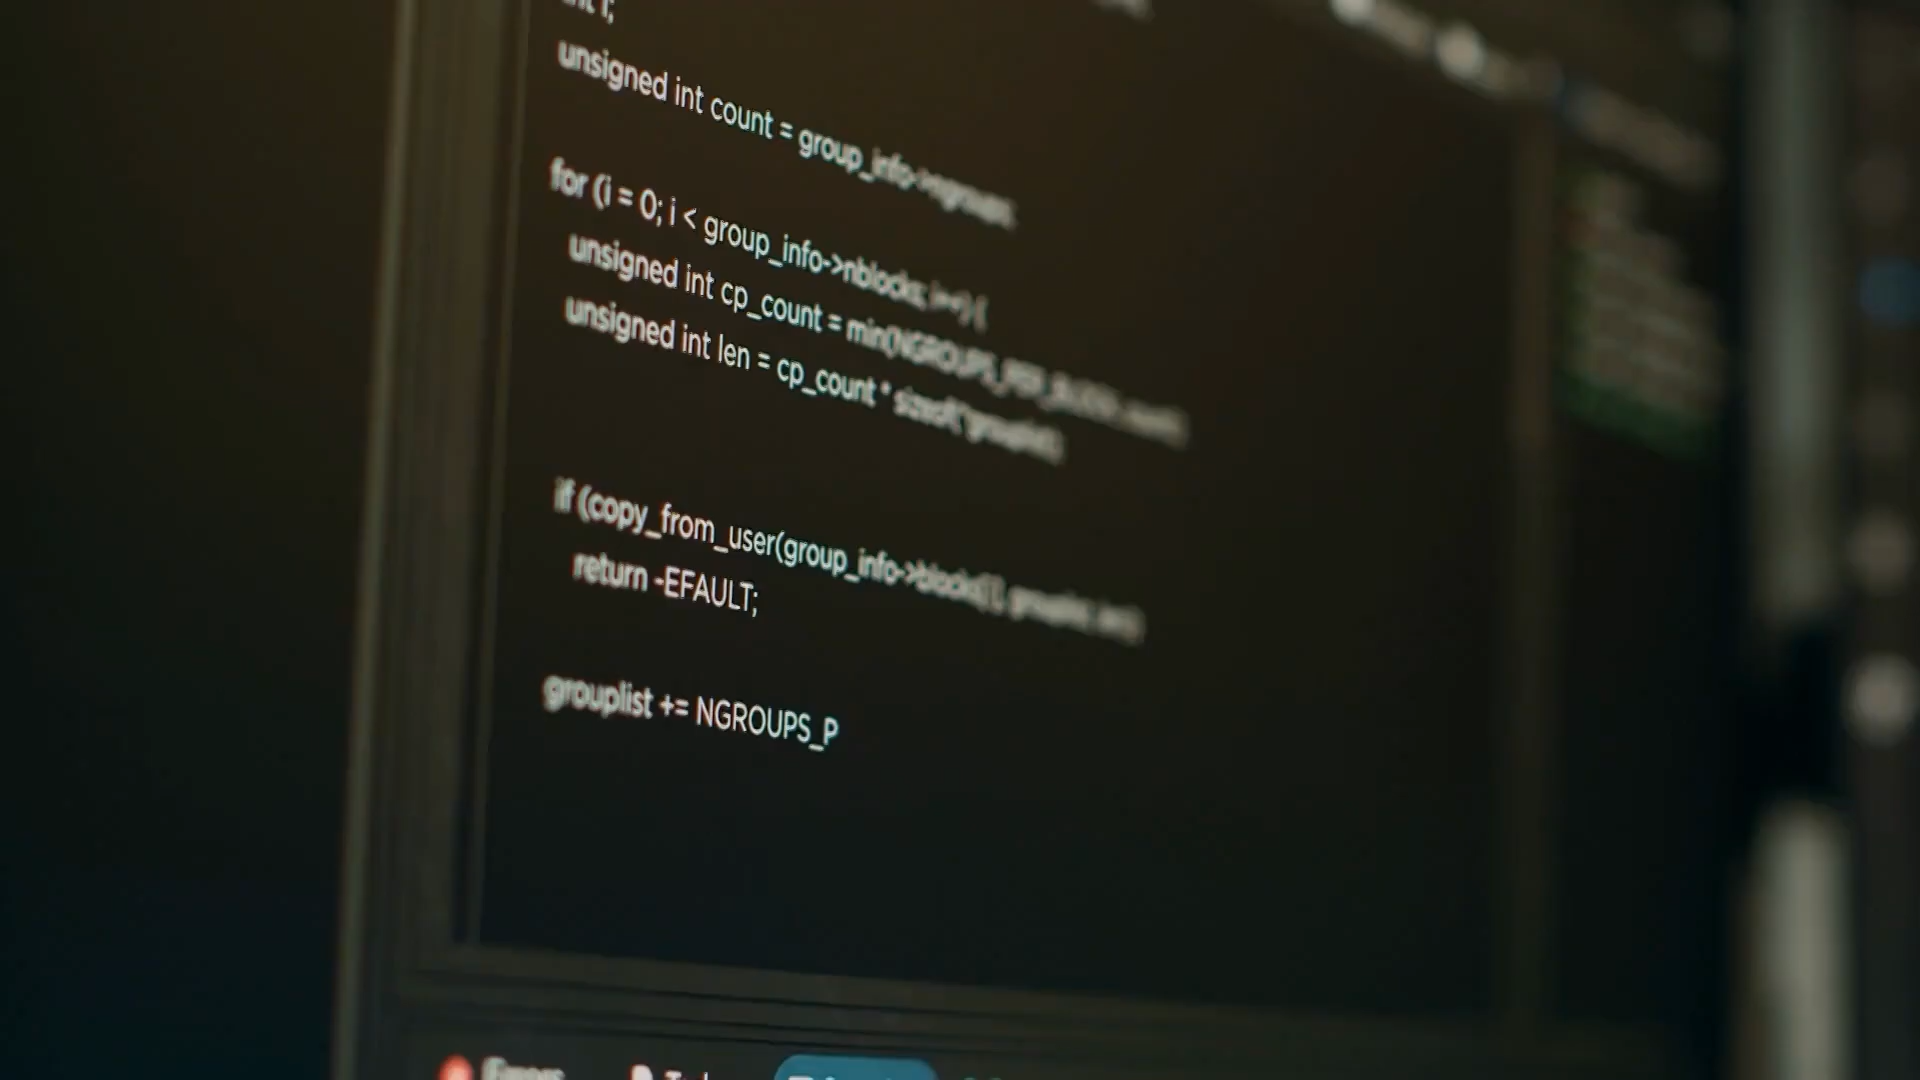 unsigned int count = group_info->ngroups;
for (i = 0; i < group_info->nblocks; i++) {
unsigned int cp_count = min(NGROUPS_PER_BLOCK, count);
unsigned int len = cp_count * sizeof(*grouplist);
if (copy_from_user(group_info->blocks[i], grouplist, len))
return -EFAULT;
grouplist += NGROUPS_P
Errors